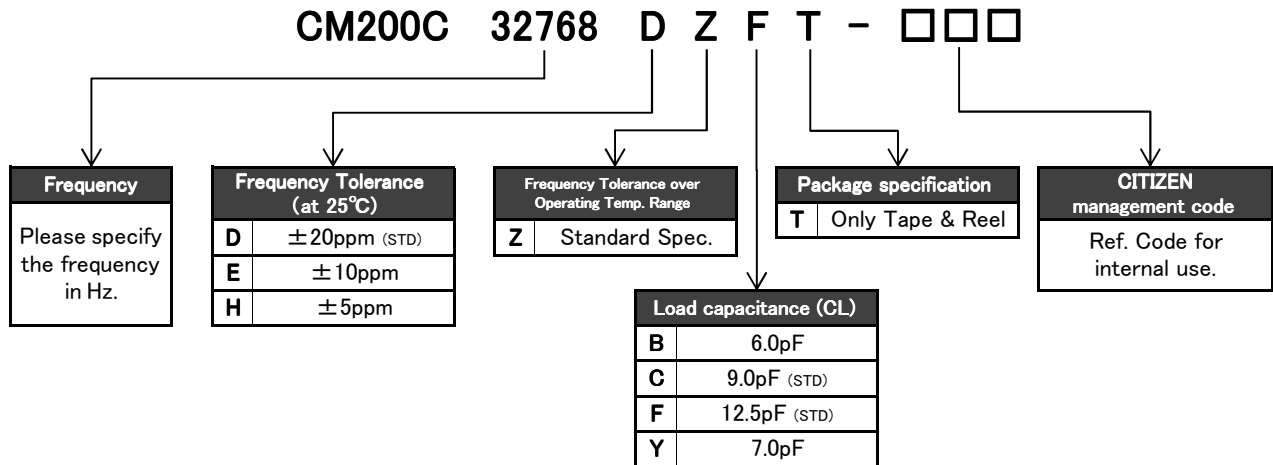 CM200C 32768 D Z F T - □□□
Frequency
Please specify
the frequency
in Hz.
Frequency Tolerance
(at 25℃)
D ±20ppm (STD)
E ±10ppm
H ±5ppm
Frequency Tolerance over
Operating Temp. Range
Z Standard Spec.
Package specification
T Only Tape & Reel
CITIZEN
management code
Ref. Code for
internal use.
Load capacitance (CL)
B 6.0pF
C 9.0pF (STD)
F 12.5pF (STD)
Y 7.0pF